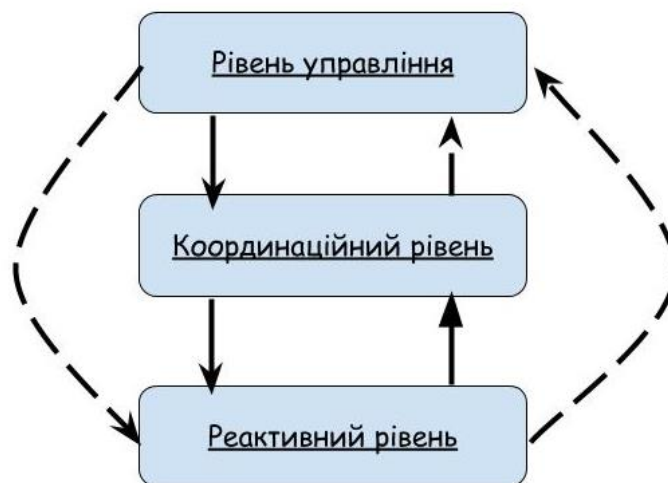 Рівень управління
Координаційний рівень
Реактивний рівень